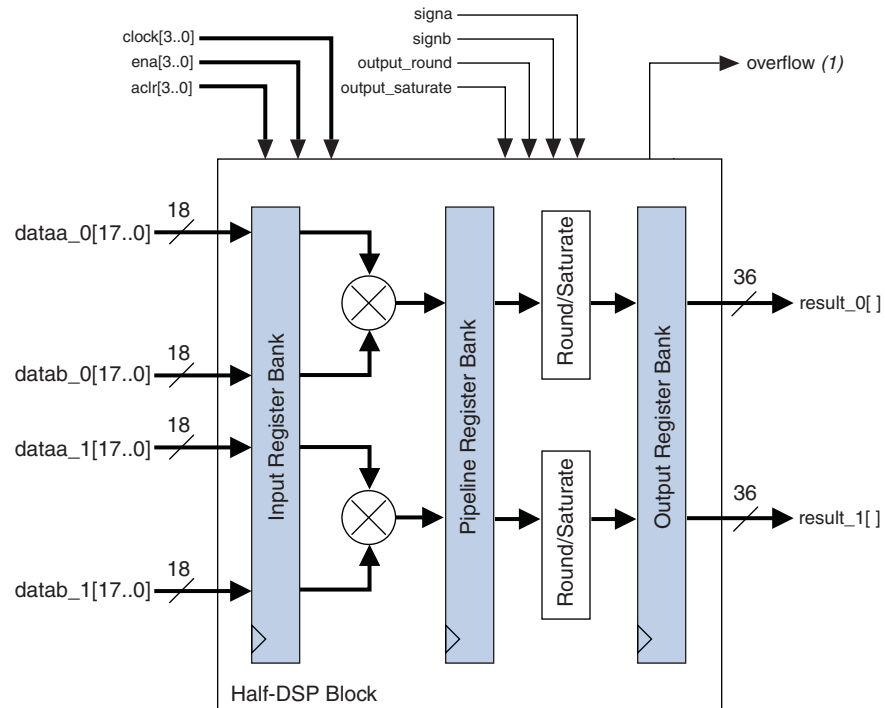 signa
clock[3..0]
signb
ena[3..0]
output_round
overflow (1)
aclr[3..0]
output_saturate
18
dataa_0[17..0]
Round/Saturate
36
result_0[ ]
18
datab_0[17..0]
Input Register Bank
Pipeline Register Bank
Output Register Bank
18
dataa_1[17..0]
Round/Saturate
36
result_1[ ]
18
datab_1[17..0]
Half-DSP Block